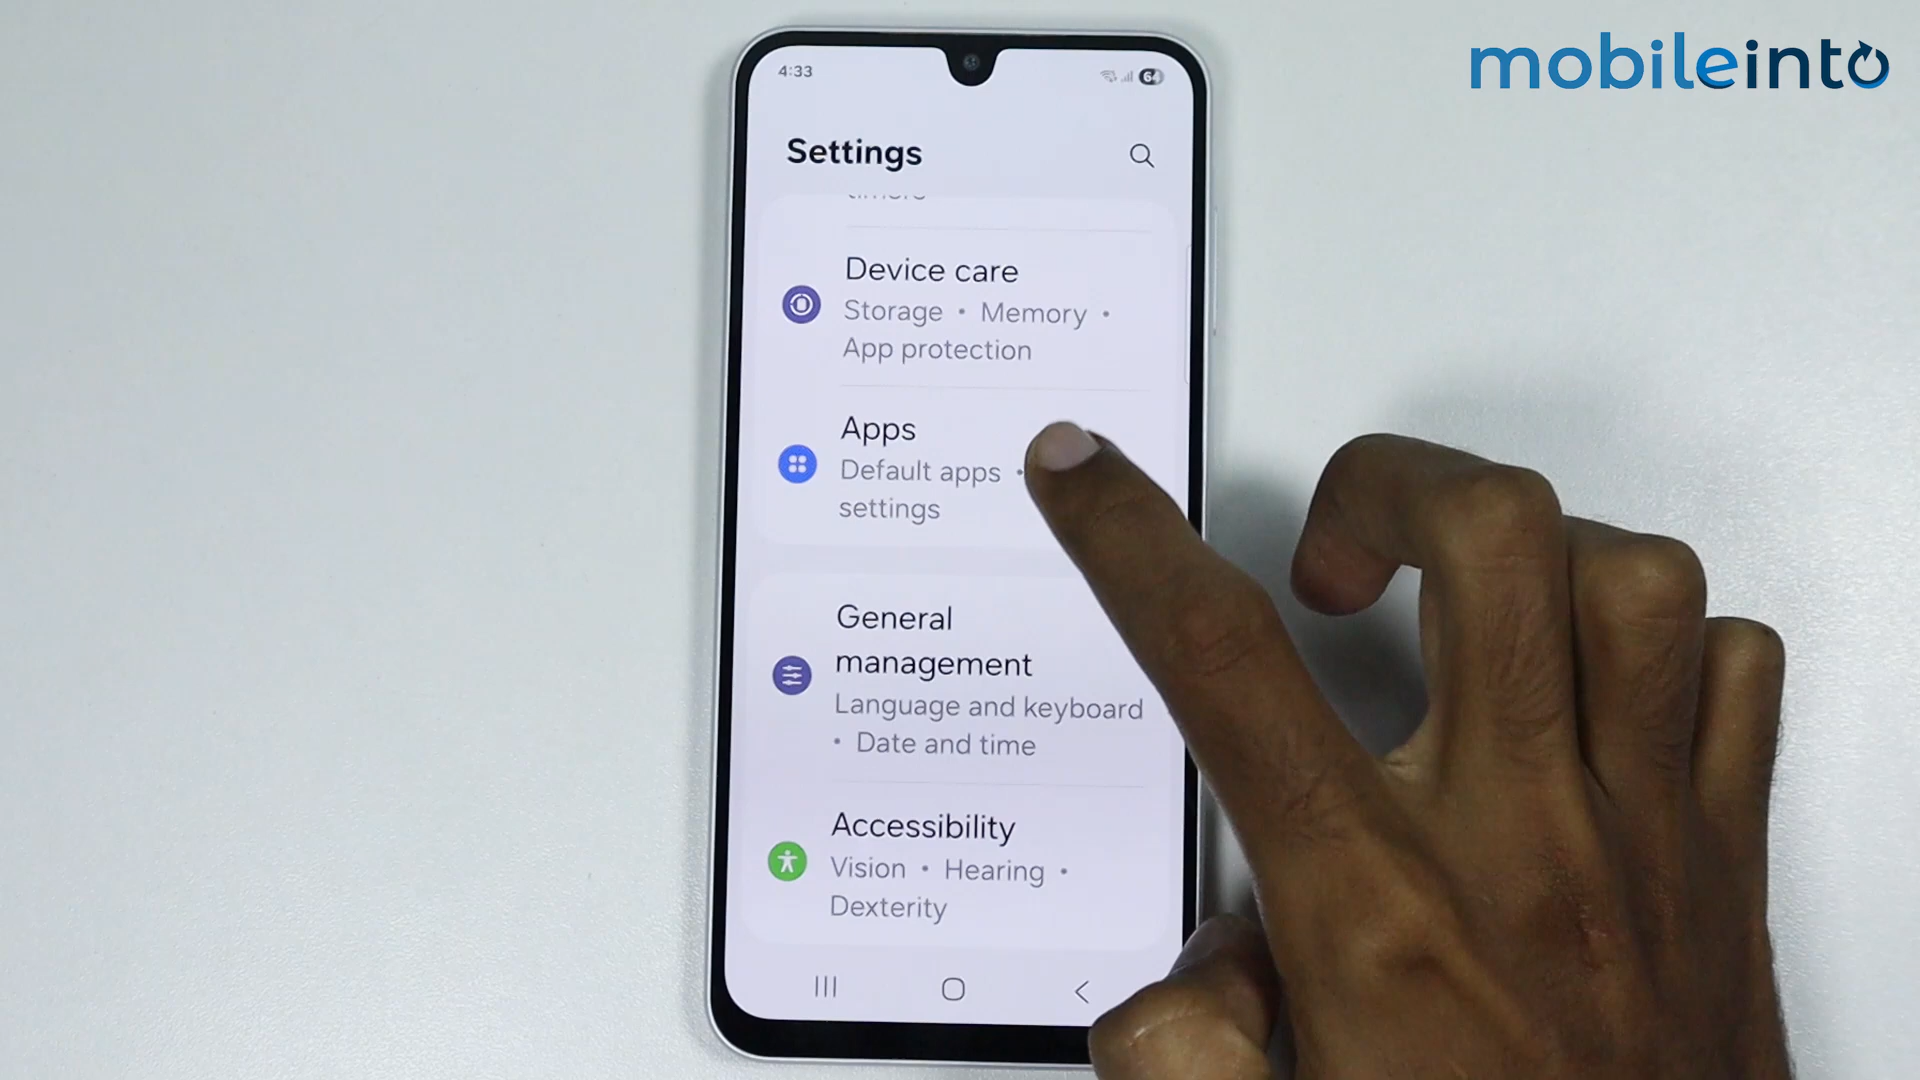 mobileinto
4:33
64
Settings
Device care
Storage • Memory •
App protection
Apps
Default apps •
settings
General
management
Language and keyboard
• Date and time
Accessibility
Vision • Hearing •
Dexterity